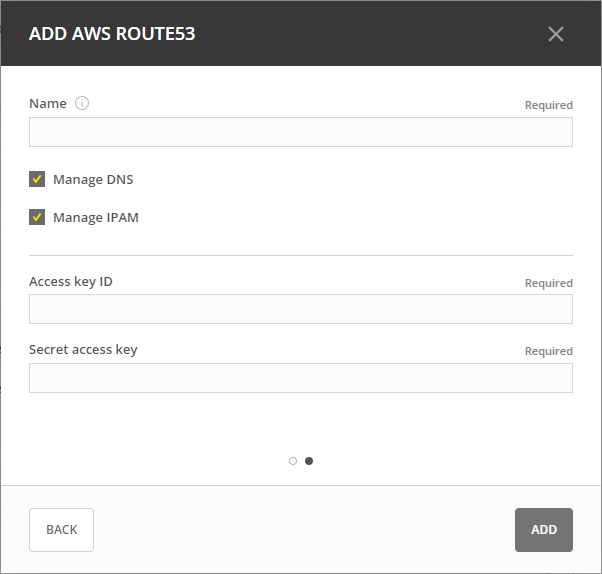 ADD AWS ROUTE53
Name
Required
Manage DNS
Manage IPAM
Access key ID
Required
Secret access key
Required
BACK
ADD